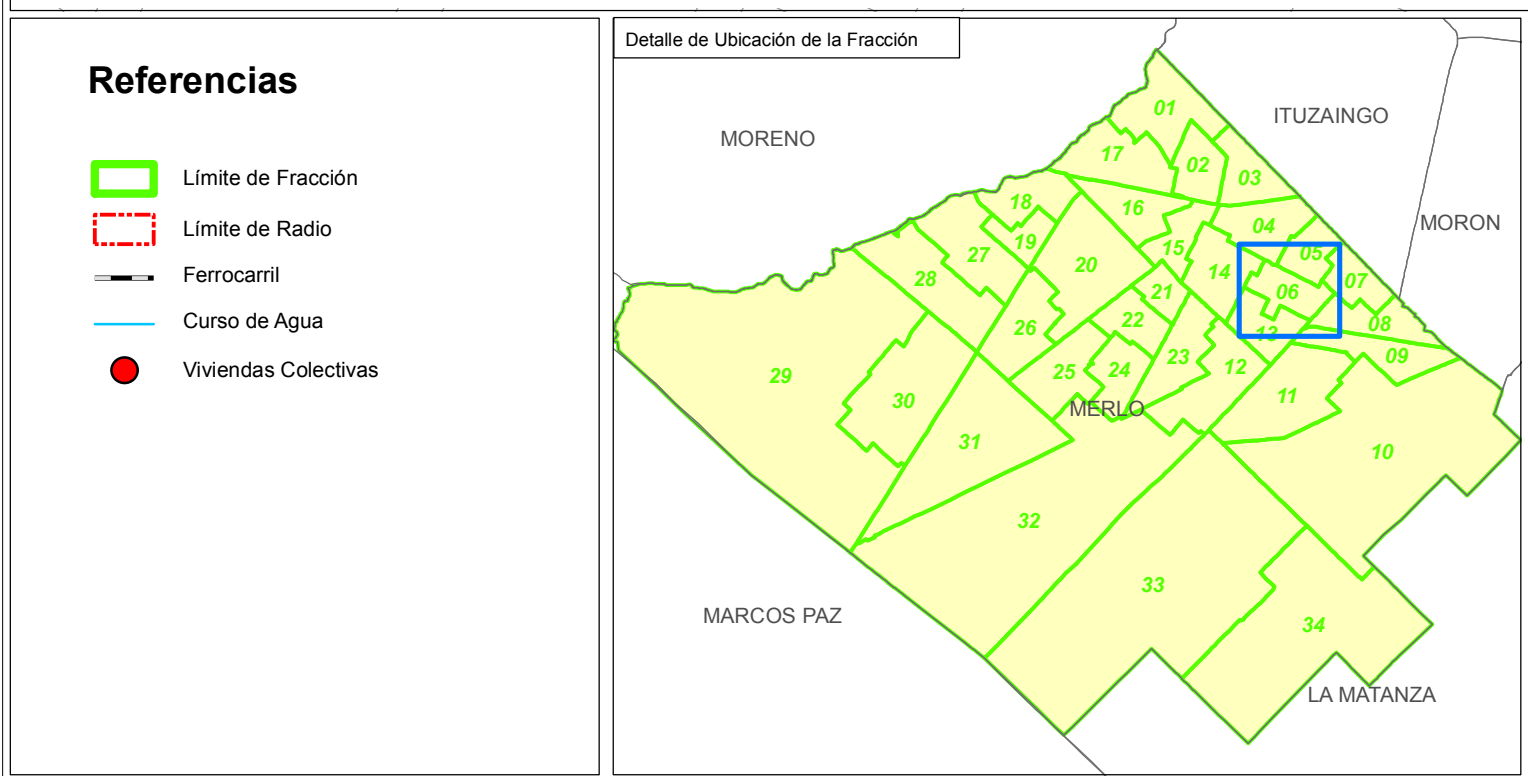 Referencias
Límite de Fracción
Límite de Radio
Ferrocarril
Curso de Agua
Viviendas Colectivas
Detalle de Ubicación de la Fracción
MORENO
ITUZAINGO
MORON
MERLO
MARCOS PAZ
LA MATANZA
01
17
02
03
18
16
04
19
27
15
05
20
14
28
07
06
21
22
08
26
13
09
23
12
25
24
29
11
30
31
10
32
33
34